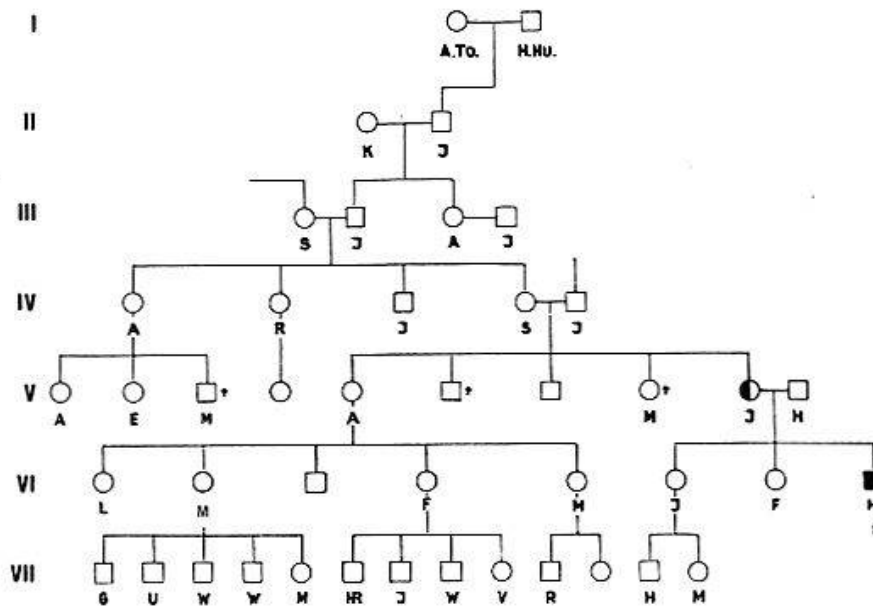 I
A.To. H.Hu.
II
K J
III
S J A J
IV
A R J S J
V
A E M † A † M † J H
VI
L M F M J F
VII
G U W W M HR J W V R H M